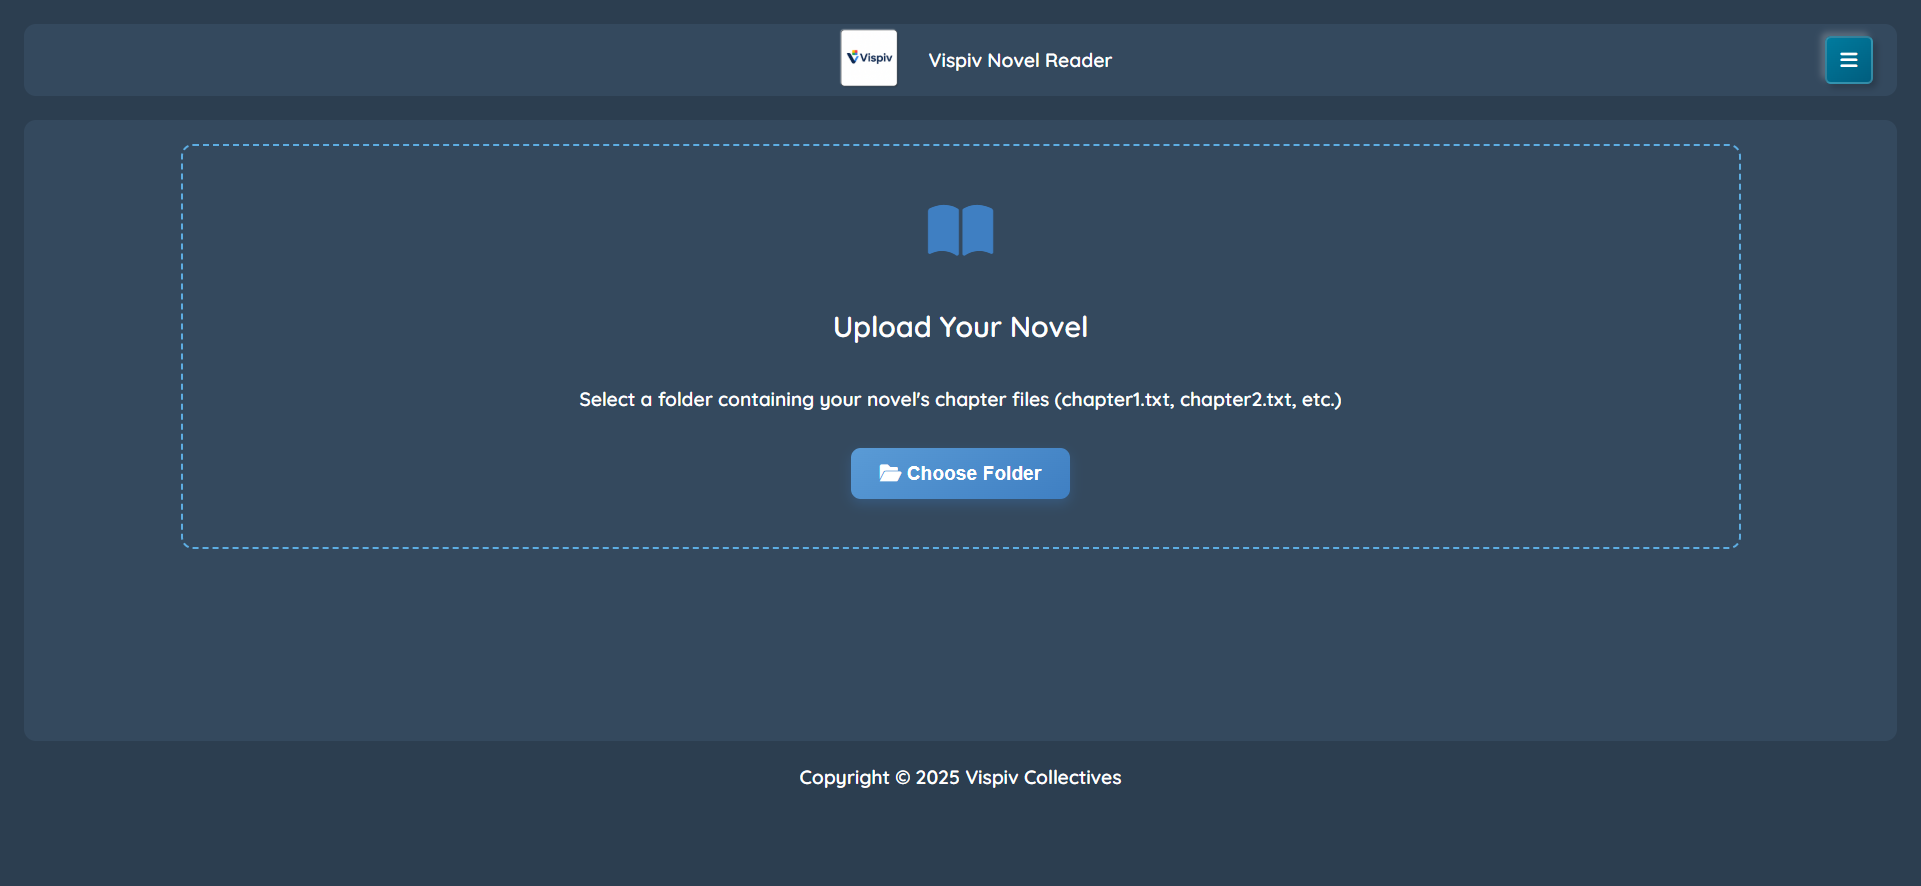 Vispiv
Vispiv Novel Reader
Upload Your Novel
Select a folder containing your novel's chapter files (chapter1.txt, chapter2.txt, etc.)
Choose Folder
Copyright © 2025 Vispiv Collectives